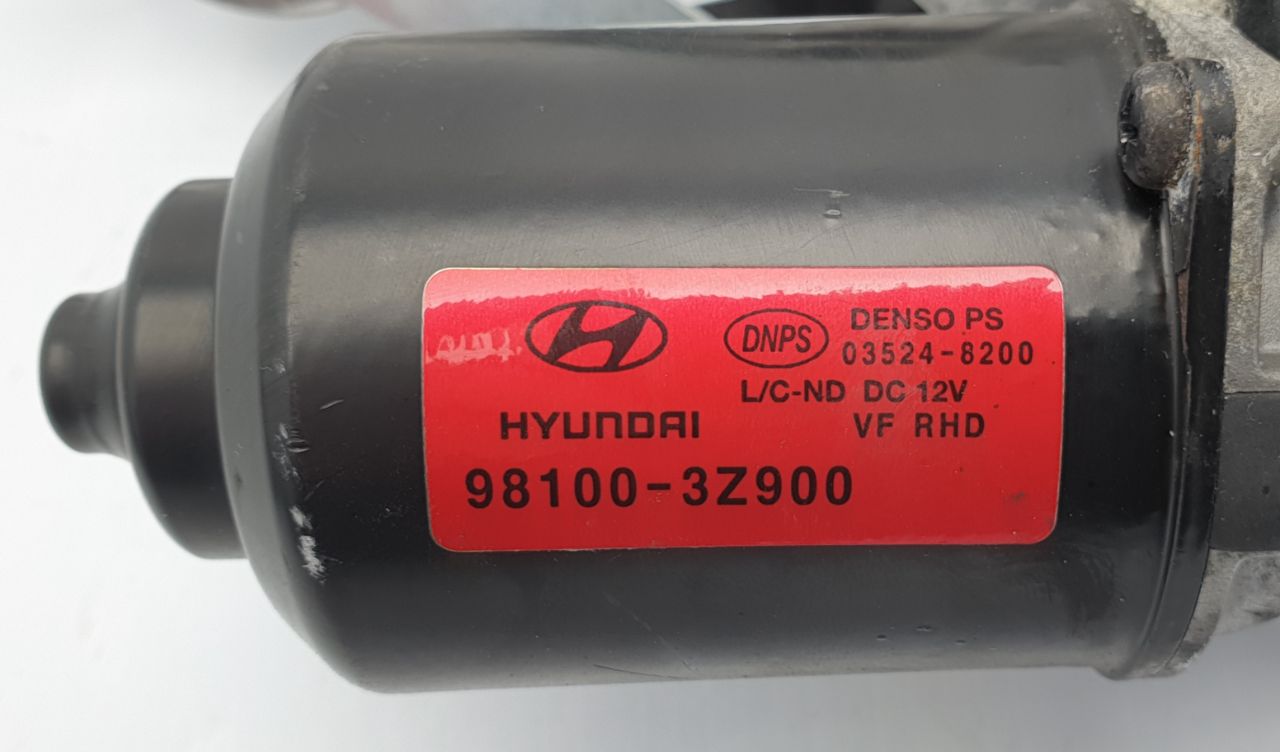 DNPS DENSO PS
03524-8200
L/C-ND DC 12V
HYUNDAI VF RHD
98100-3Z900